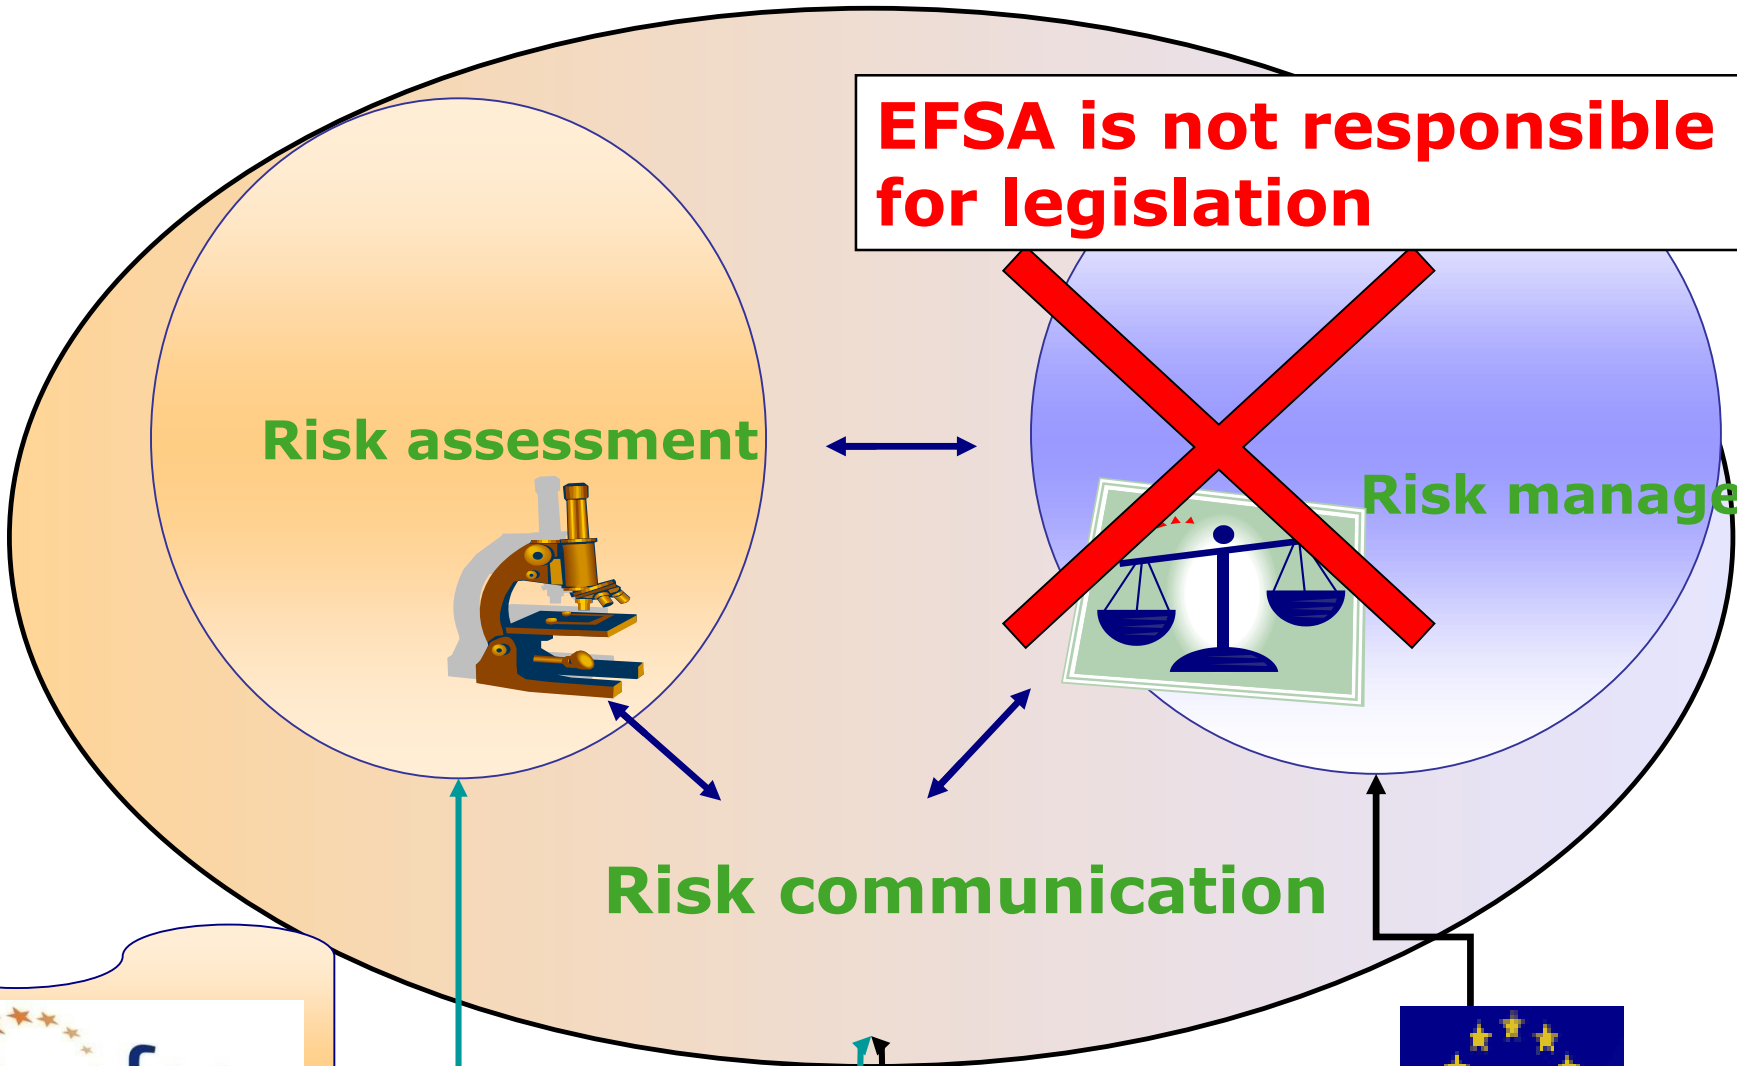 EFSA is not responsible
for legislation
Risk assessment
Risk manage
Risk communication